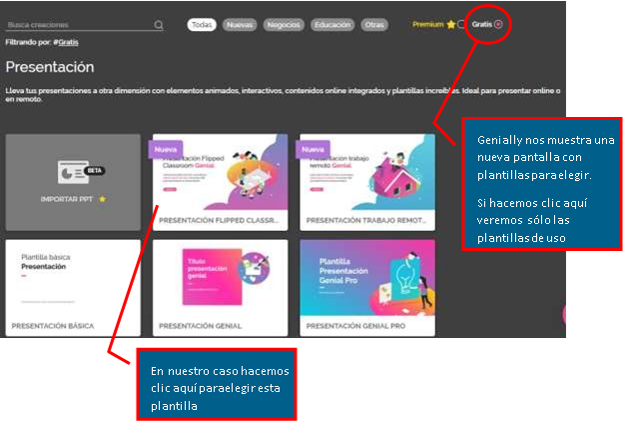 Busca creaciones
Todas
Nuevas
Negocios
Educación
Otras
Premium
Gratis
Filtrando por: #Gratis
Presentación
Lleva tus presentaciones a otra dimensión con elementos animados, interactivos, contenidos online integrados y plantillas increíbles. Ideal para presentar online o
en remoto.
Genially nos muestra una
nueva pantalla con
plantillas para elegir.
Si hacemos clic aquí
veremos sólo las
plantillas de uso
BETA
IMPORTAR PPT
Nueva
Presentación Flipped
Classroom Genial.
PRESENTACIÓN FLIPPED CLASSR...
Nueva
Presentación trabajo
remoto Genial.
PRESENTACIÓN TRABAJO REMOT...
Plantilla básica
Presentación
PRESENTACIÓN BÁSICA
Título
presentación
genial
PRESENTACIÓN GENIAL
Plantilla
Presentación
Genial Pro
PRESENTACIÓN GENIAL PRO
En nuestro caso hacemos
clic aquí para elegir esta
plantilla